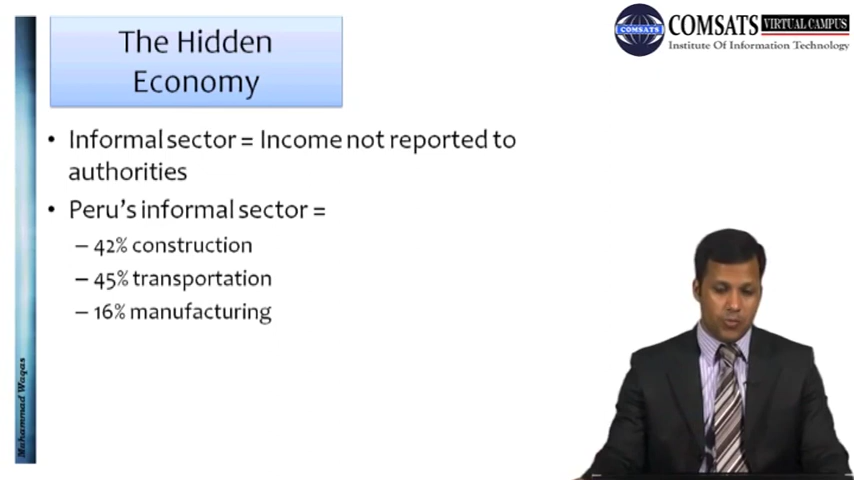 The Hidden
Economy
COMSATS
COMSATS VIRTUAL CAMPUS
Institute Of Information Technology
• Informal sector = Income not reported to
authorities
• Peru's informal sector =
– 42% construction
– 45% transportation
– 16% manufacturing
Muhammad Waqas